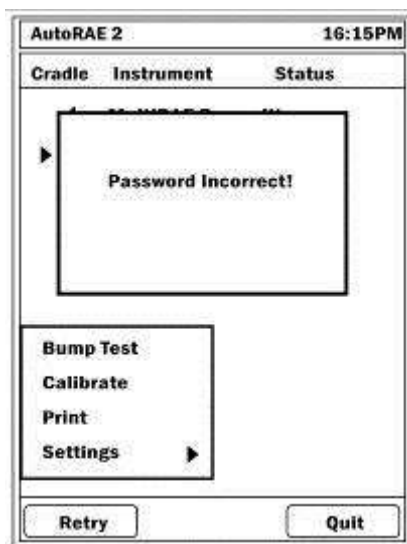 AutoRAE 2 16:15PM
Cradle Instrument Status
Password Incorrect!
Bump Test
Calibrate
Print
Settings
Retry Quit